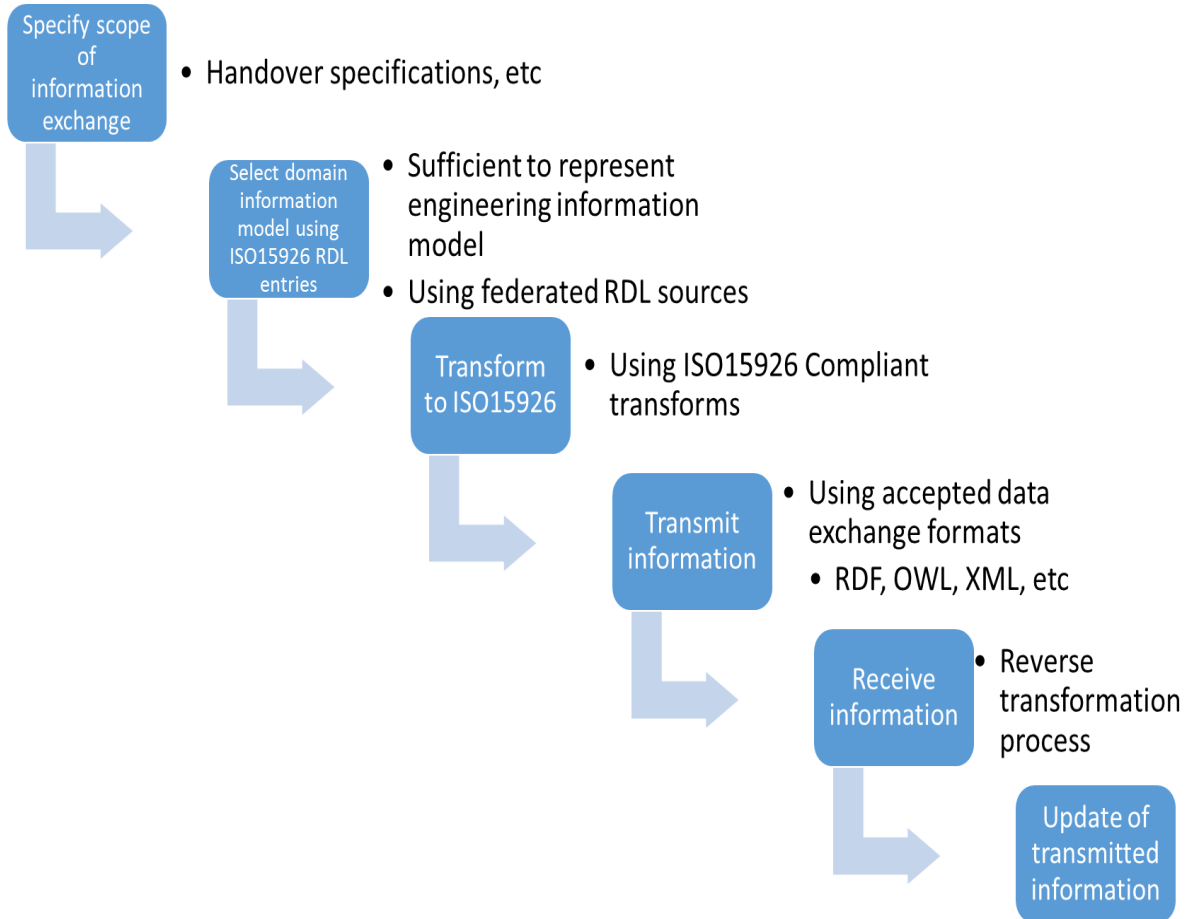 Specify scope
of
information
exchange
• Handover specifications, etc
Select domain
information
model using
ISO15926 RDL
entries
• Sufficient to represent
engineering information
model
• Using federated RDL sources
Transform
to ISO15926
• Using ISO15926 Compliant
transforms
Transmit
information
• Using accepted data
exchange formats
• RDF, OWL, XML, etc
Receive
information
• Reverse
transformation
process
Update of
transmitted
information